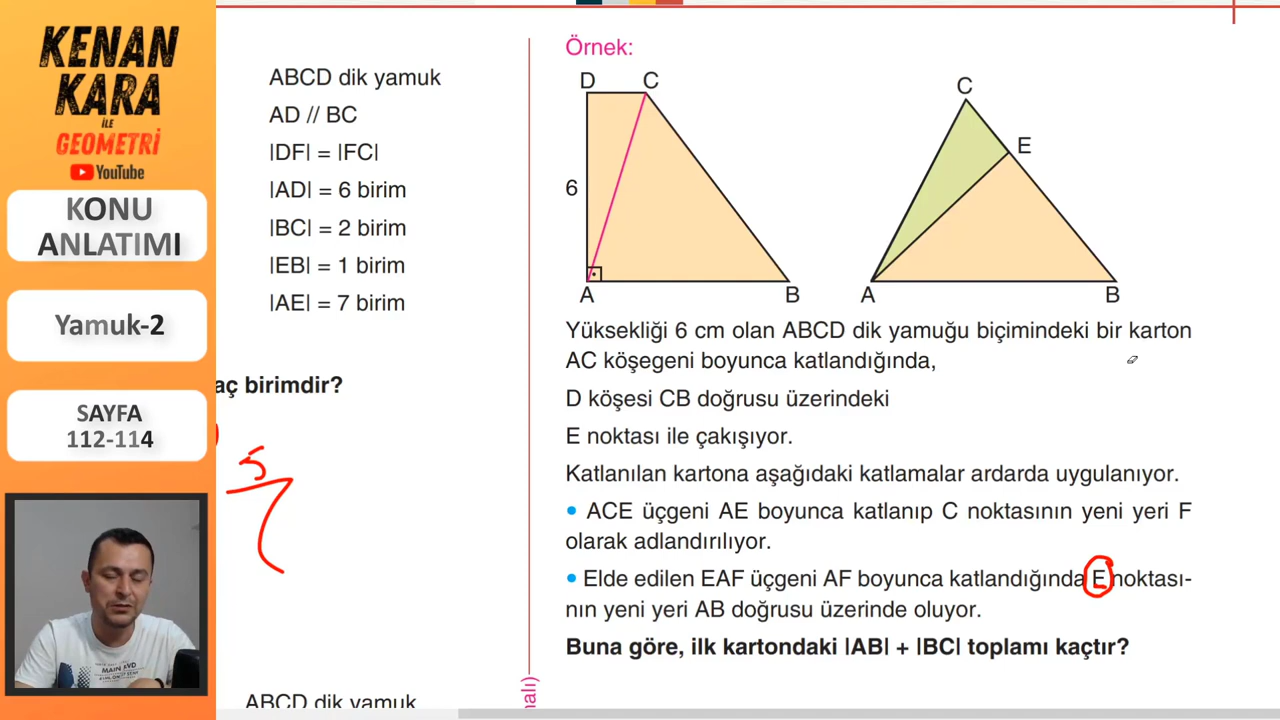 KENAN
KARA
İLE
GEOMETRİ
YouTube
KONU
ANLATIMI
Yamuk-2
SAYFA
112-114
ABCD dik yamuk
AD // BC
|DF| = |FC|
|AD| = 6 birim
|BC| = 2 birim
|EB| = 1 birim
|AE| = 7 birim
aç birimdir?
5
ABCD dik yamuk
nalı)
Örnek:
D C
6
A B
C
E
A B
Yüksekliği 6 cm olan ABCD dik yamuğu biçimindeki bir karton
AC köşegeni boyunca katlandığında,
D köşesi CB doğrusu üzerindeki
E noktası ile çakışıyor.
Katlanılan kartona aşağıdaki katlamalar ardarda uygulanıyor.
• ACE üçgeni AE boyunca katlanıp C noktasının yeni yeri F
olarak adlandırılıyor.
• Elde edilen EAF üçgeni AF boyunca katlandığında E noktası-
nın yeni yeri AB doğrusu üzerinde oluyor.
Buna göre, ilk kartondaki |AB| + |BC| toplamı kaçtır?